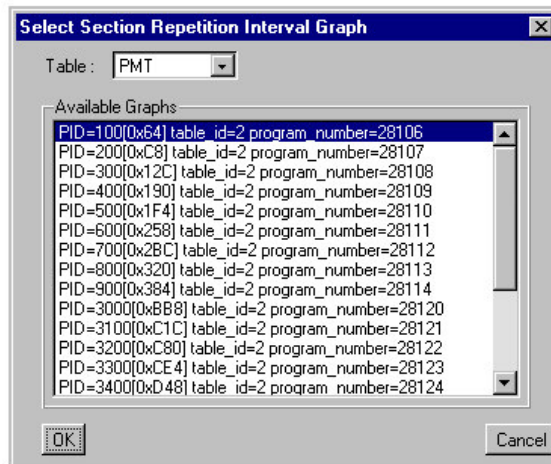 Select Section Repetition Interval Graph
Table : PMT
Available Graphs
PID=100[0x64] table_id=2 program_number=28106
PID=200[0xC8] table_id=2 program_number=28107
PID=300[0x12C] table_id=2 program_number=28108
PID=400[0x190] table_id=2 program_number=28109
PID=500[0x1F4] table_id=2 program_number=28110
PID=600[0x258] table_id=2 program_number=28111
PID=700[0x2BC] table_id=2 program_number=28112
PID=800[0x320] table_id=2 program_number=28113
PID=900[0x384] table_id=2 program_number=28114
PID=3000[0xBB8] table_id=2 program_number=28120
PID=3100[0xC1C] table_id=2 program_number=28121
PID=3200[0xC80] table_id=2 program_number=28122
PID=3300[0xCE4] table_id=2 program_number=28123
PID=3400[0xD48] table_id=2 program_number=28124
OK Cancel